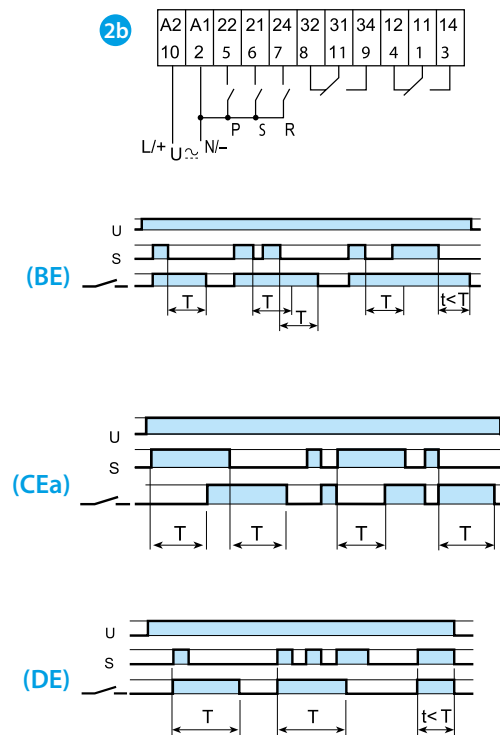 2b
A2 A1 22 21 24 32 31 34 12 11 14
10 2 5 6 7 8 11 9 4 1 3
P S R
L/+ U N/–
U
S
(BE)
T T T t<T
T
U
S
(CEa)
T T T T
U
S
(DE)
T T t<T